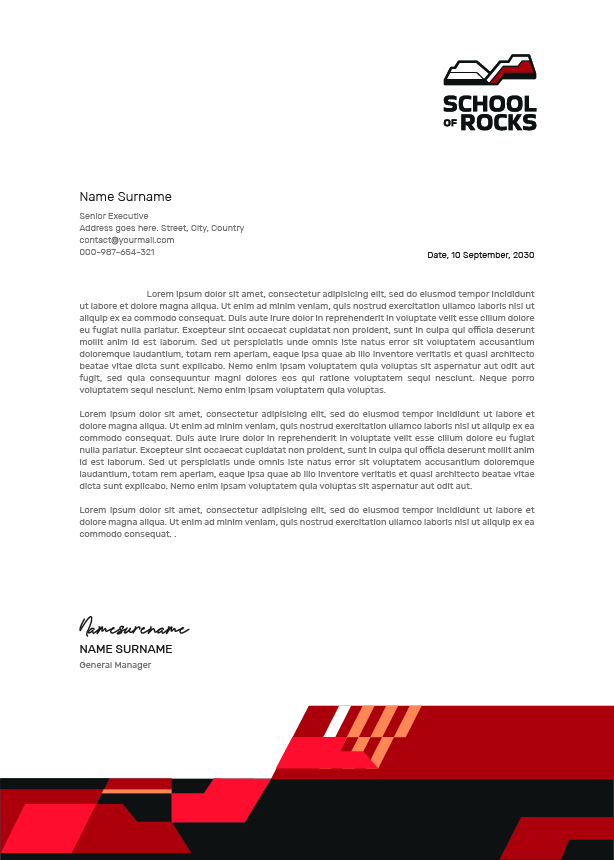 SCHOOL
OF ROCKS
Name Surname
Senior Executive
Address goes here. Street, City, Country
contact@yourmail.com
000-987-654-321
Date, 10 September, 2030
Lorem ipsum dolor sit amet, consectetur adipisicing elit, sed do eiusmod tempor incididunt
ut labore et dolore magna aliqua. Ut enim ad minim veniam, quis nostrud exercitation ullamco laboris nisi ut
aliquip ex ea commodo consequat. Duis aute irure dolor in reprehenderit in voluptate velit esse cillum dolore
eu fugiat nulla pariatur. Excepteur sint occaecat cupidatat non proident, sunt in culpa qui officia deserunt
mollit anim id est laborum. Sed ut perspiciatis unde omnis iste natus error sit voluptatem accusantium
doloremque laudantium, totam rem aperiam, eaque ipsa quae ab illo inventore veritatis et quasi architecto
beatae vitae dicta sunt explicabo. Nemo enim ipsam voluptatem quia voluptas sit aspernatur aut odit aut
fugit, sed quia consequuntur magni dolores eos qui ratione voluptatem sequi nesciunt. Neque porro
voluptatem sequi nesciunt. Nemo enim ipsam voluptatem quia voluptas.
Lorem ipsum dolor sit amet, consectetur adipisicing elit, sed do eiusmod tempor incididunt ut labore et
dolore magna aliqua. Ut enim ad minim veniam, quis nostrud exercitation ullamco laboris nisi ut aliquip ex ea
commodo consequat. Duis aute irure dolor in reprehenderit in voluptate velit esse cillum dolore eu fugiat
nulla pariatur. Excepteur sint occaecat cupidatat non proident, sunt in culpa qui officia deserunt mollit anim
id est laborum. Sed ut perspiciatis unde omnis iste natus error sit voluptatem accusantium doloremque
laudantium, totam rem aperiam, eaque ipsa quae ab illo inventore veritatis et quasi architecto beatae vitae
dicta sunt explicabo. Nemo enim ipsam voluptatem quia voluptas sit aspernatur aut odit aut.
Lorem ipsum dolor sit amet, consectetur adipisicing elit, sed do eiusmod tempor incididunt ut labore et
dolore magna aliqua. Ut enim ad minim veniam, quis nostrud exercitation ullamco laboris nisi ut aliquip ex ea
commodo consequat. .
Namesurename
NAME SURNAME
General Manager